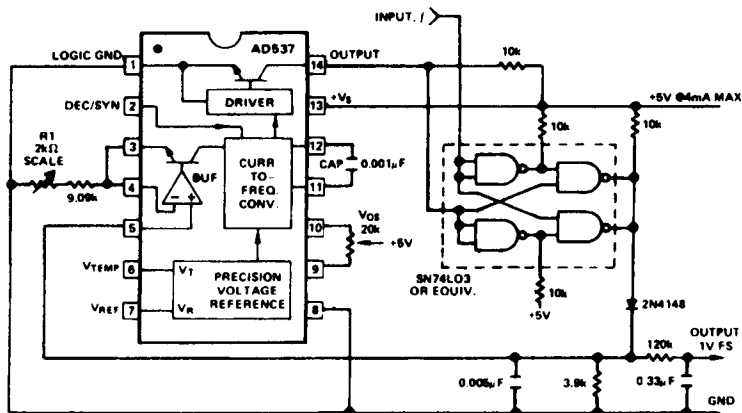 INPUT, f
AD537
LOGIC GND
1
14
OUTPUT
10k
DRIVER
+VS
13
+5V @4mA MAX
DEC/SYN
2
10k
10k
R1
2kΩ
SCALE
3
CURR
TO-
FREQ.
CONV.
12
CAP
0.001μF
BUF
4
11
9.09k
VOS
20k
+5V
5
10
VTEMP
6
VT
9
PRECISION
VOLTAGE
REFERENCE
SN74L03
OR EQUIV.
10k
+5V
2N4148
VREF
7
VR
8
OUTPUT
1V FS
120k
0.005μF
3.9k
0.33μF
GND